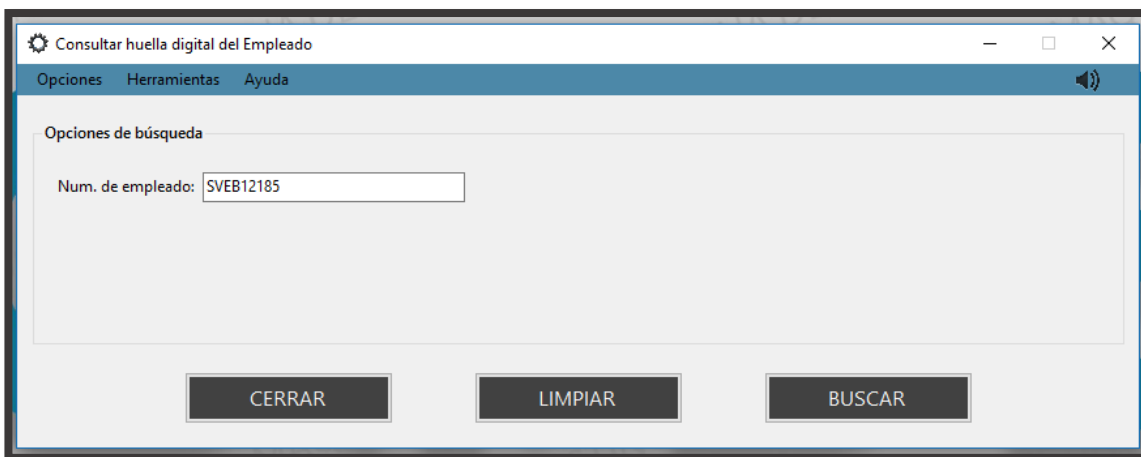 Consultar huella digital del Empleado
Opciones Herramientas Ayuda
Opciones de búsqueda
Num. de empleado: SVEB12185
CERRAR LIMPIAR BUSCAR